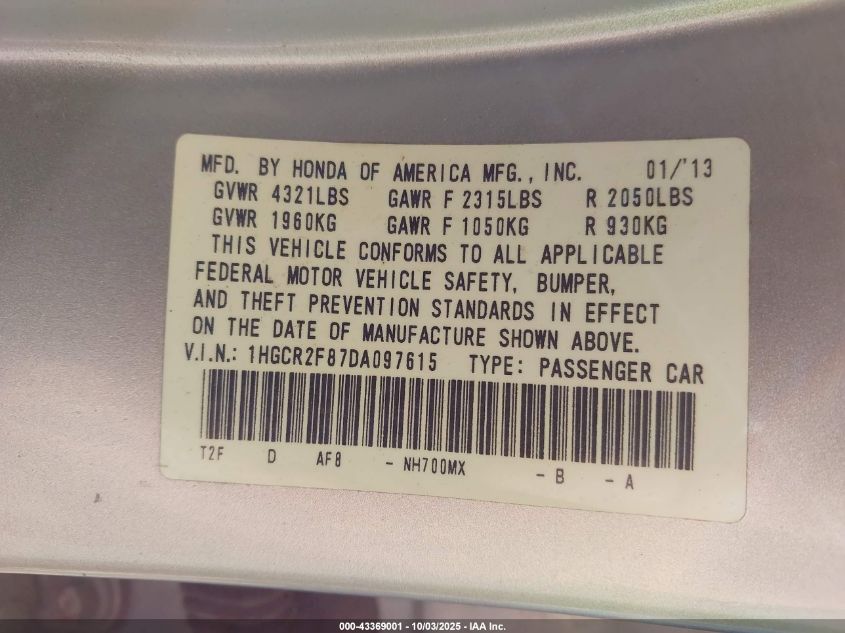 MFD. BY HONDA OF AMERICA MFG., INC. 01/'13
GVWR 4321LBS GAWR F 2315LBS R 2050LBS
GVWR 1960KG GAWR F 1050KG R 930KG
THIS VEHICLE CONFORMS TO ALL APPLICABLE
FEDERAL MOTOR VEHICLE SAFETY, BUMPER,
AND THEFT PREVENTION STANDARDS IN EFFECT
ON THE DATE OF MANUFACTURE SHOWN ABOVE.
V.I.N.: 1HGCR2F87DA097615 TYPE: PASSENGER CAR
T2F D AF8 - NH700MX - B - A
000-43369001 - 10/03/2025 - IAA Inc.